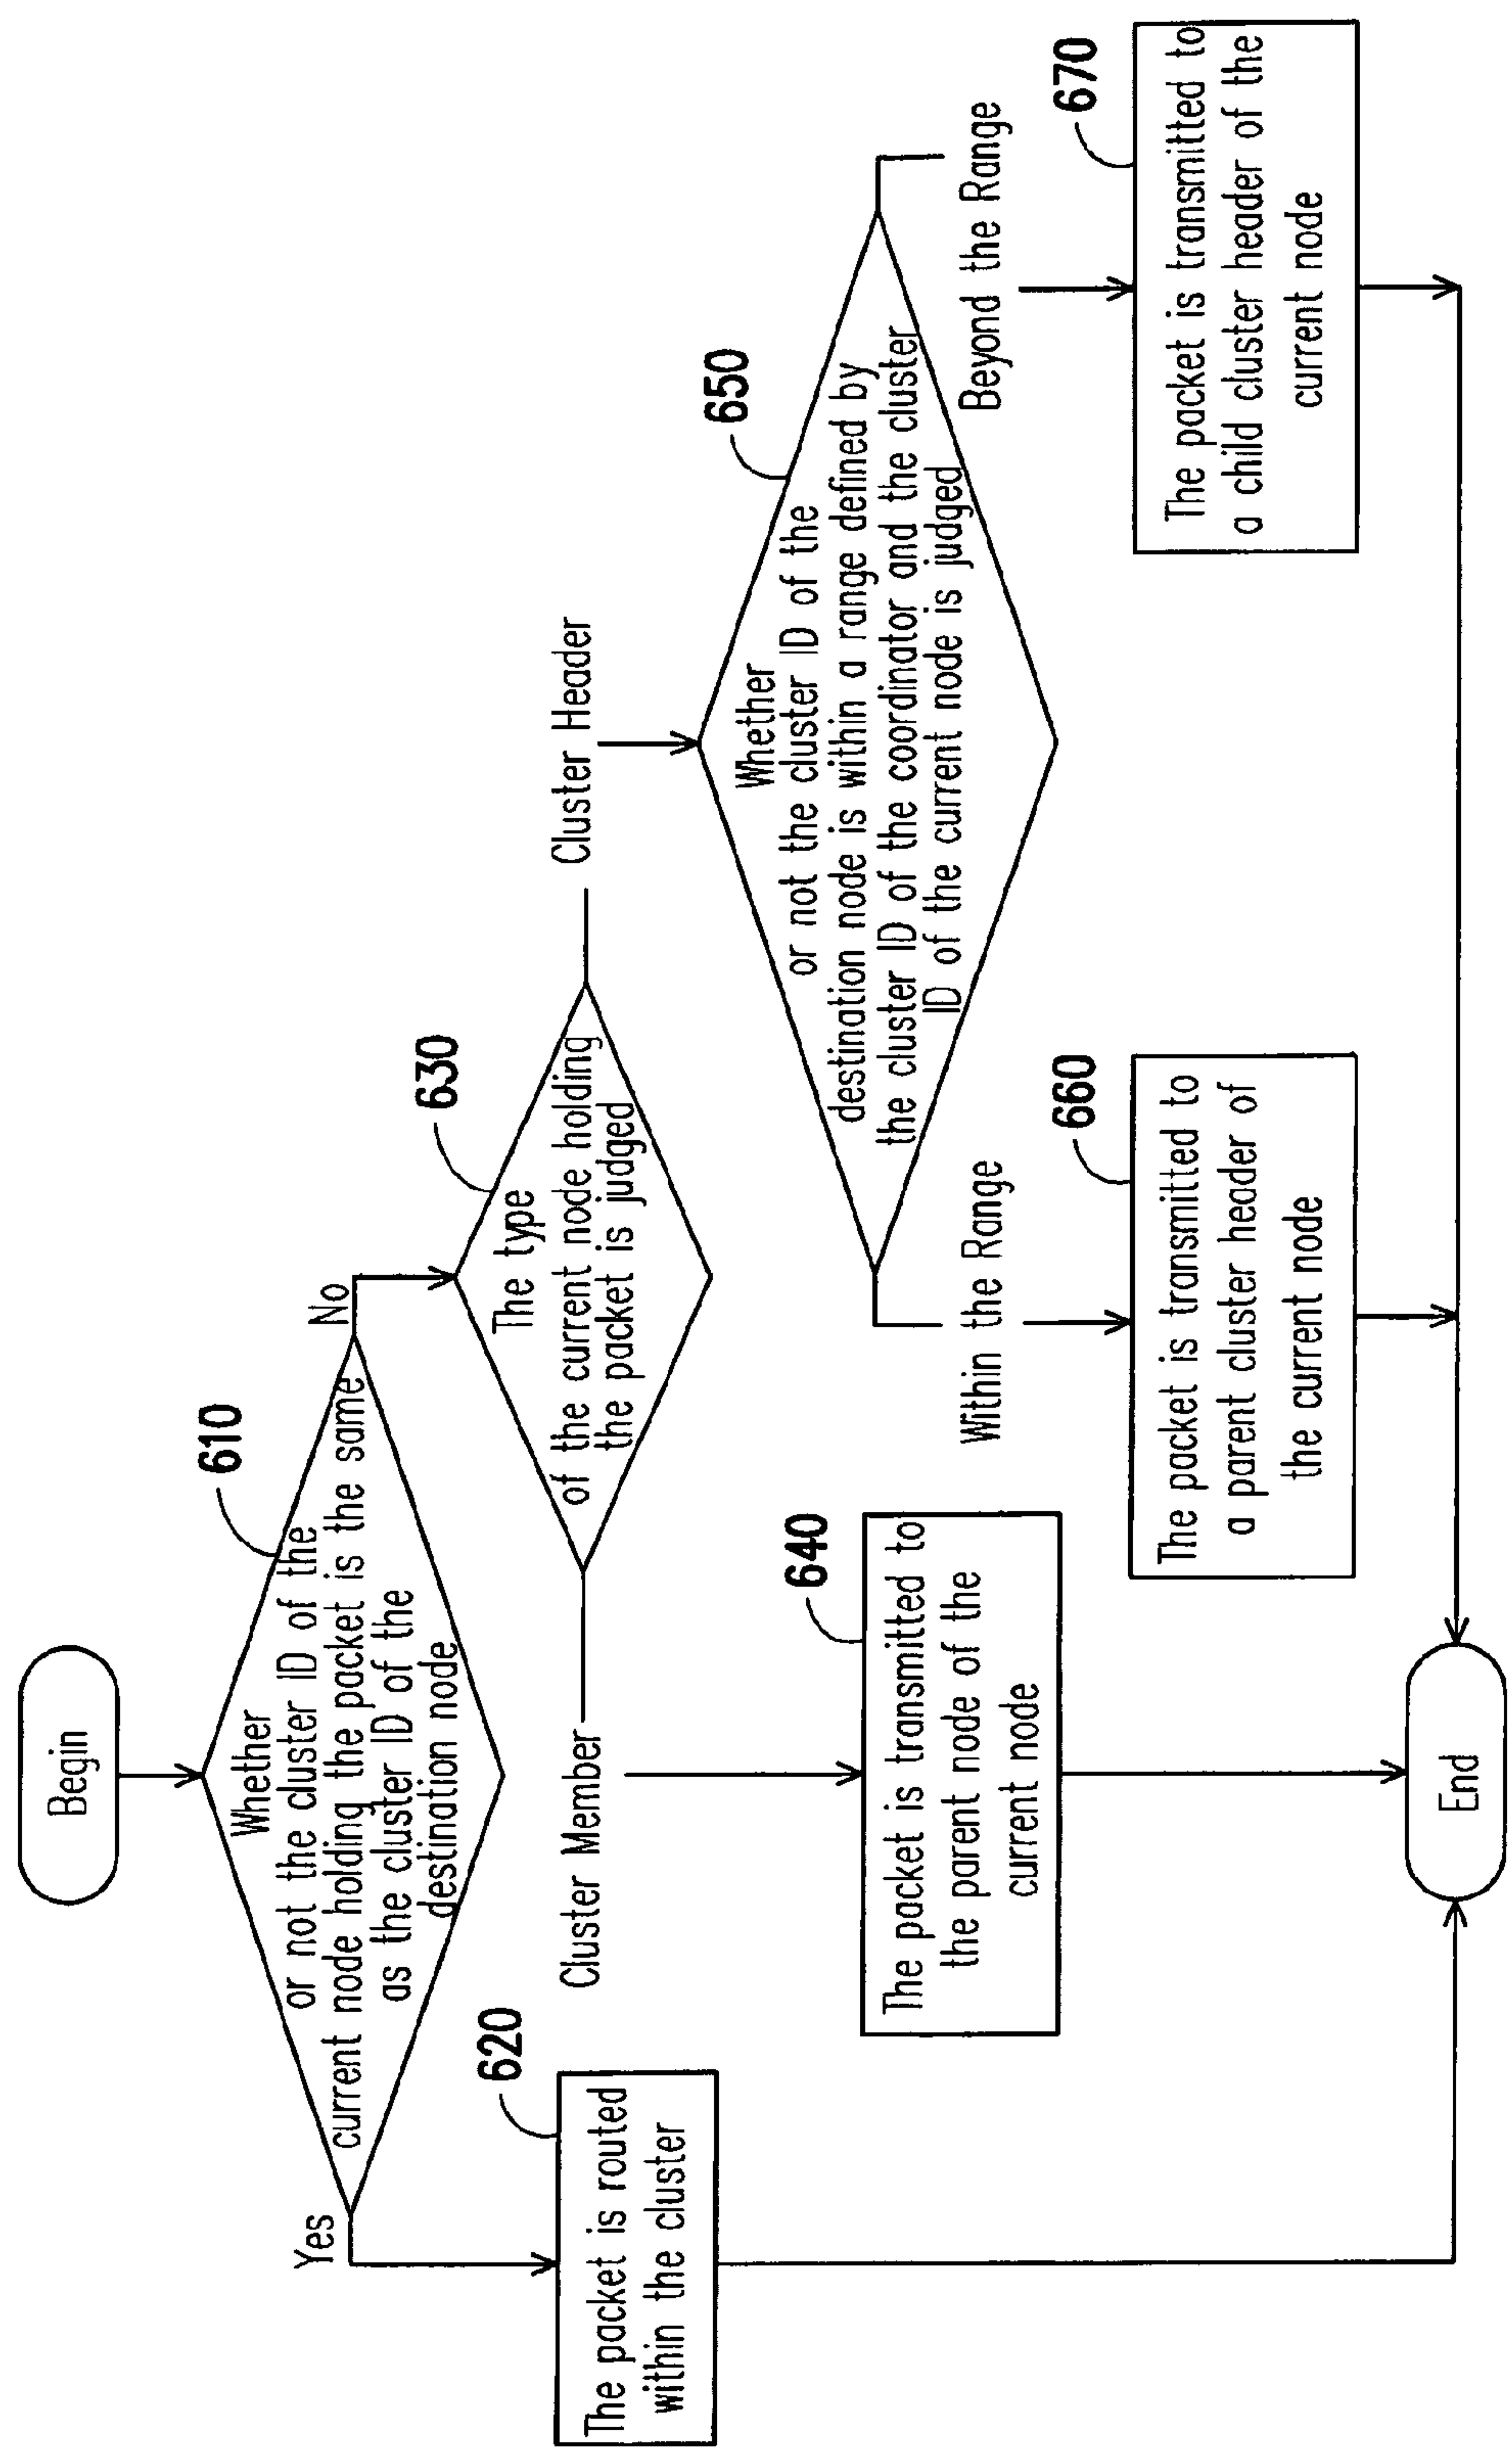 Begin
610
Whether
or not the cluster ID of the
current node holding the packet is the same
as the cluster ID of the
destination node
Yes
No
620
The packet is routed
within the cluster
630
The type
of the current node holding
the packet is judged
Cluster Member
Cluster Header
640
The packet is transmitted to
the parent node of the
current node
650
Whether
or not the cluster ID of the
destination node is within a range defined by
the cluster ID of the coordinator and the cluster
ID of the current node is judged
Within the Range
Beyond the Range
660
The packet is transmitted to
a parent cluster header of
the current node
670
The packet is transmitted to
a child cluster header of the
current node
End